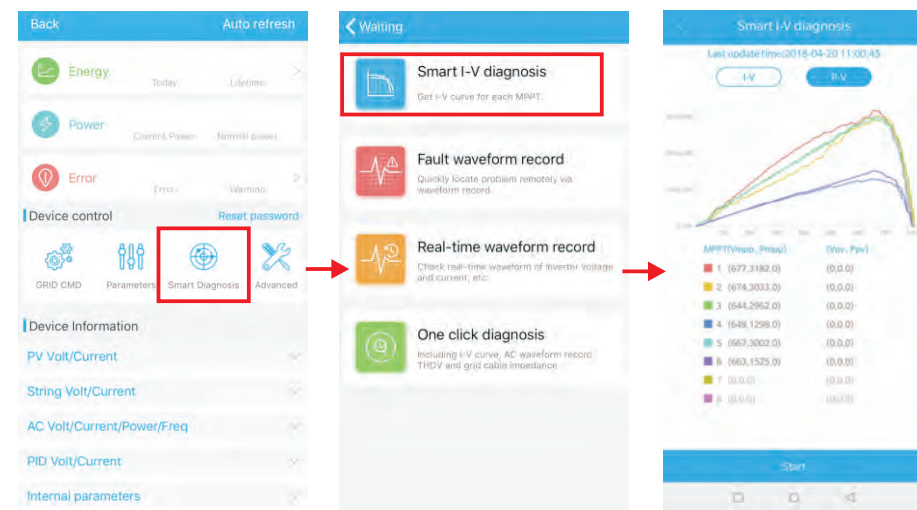 Back Auto refresh
Energy
Today Lifetime
Power
Current Power Normal power
Error
Error Warning
Device control Reset password
GRID CMD Parameters Smart Diagnosis Advanced
Device Information
PV Volt/Current
String Volt/Current
AC Volt/Current/Power/Freq
PID Volt/Current
Internal parameters
Waiting
Smart I-V diagnosis
Get I-V curve for each MPPT.
Fault waveform record
Quickly locate problem remotely via
waveform record.
Real-time waveform record
Check real-time waveform of inverter voltage
and current, etc.
One click diagnosis
Including I-V curve, AC waveform record
THDV and grid cable impedance
Smart I-V diagnosis
Last update time:2018-04-20 11:00:45
I-V P-V
MPPT(Vmpp, Pmpp) (Vpv, Ppv)
1 (677,3182.0) (0,0.0)
2 (674,3033.0) (0,0.0)
3 (644,2962.0) (0,0.0)
4 (649,1298.0) (0,0.0)
5 (667,3002.0) (0,0.0)
6 (663,1525.0) (0,0.0)
7 (0,0.0) (0,0.0)
8 (0,0.0) (0,0.0)
Start